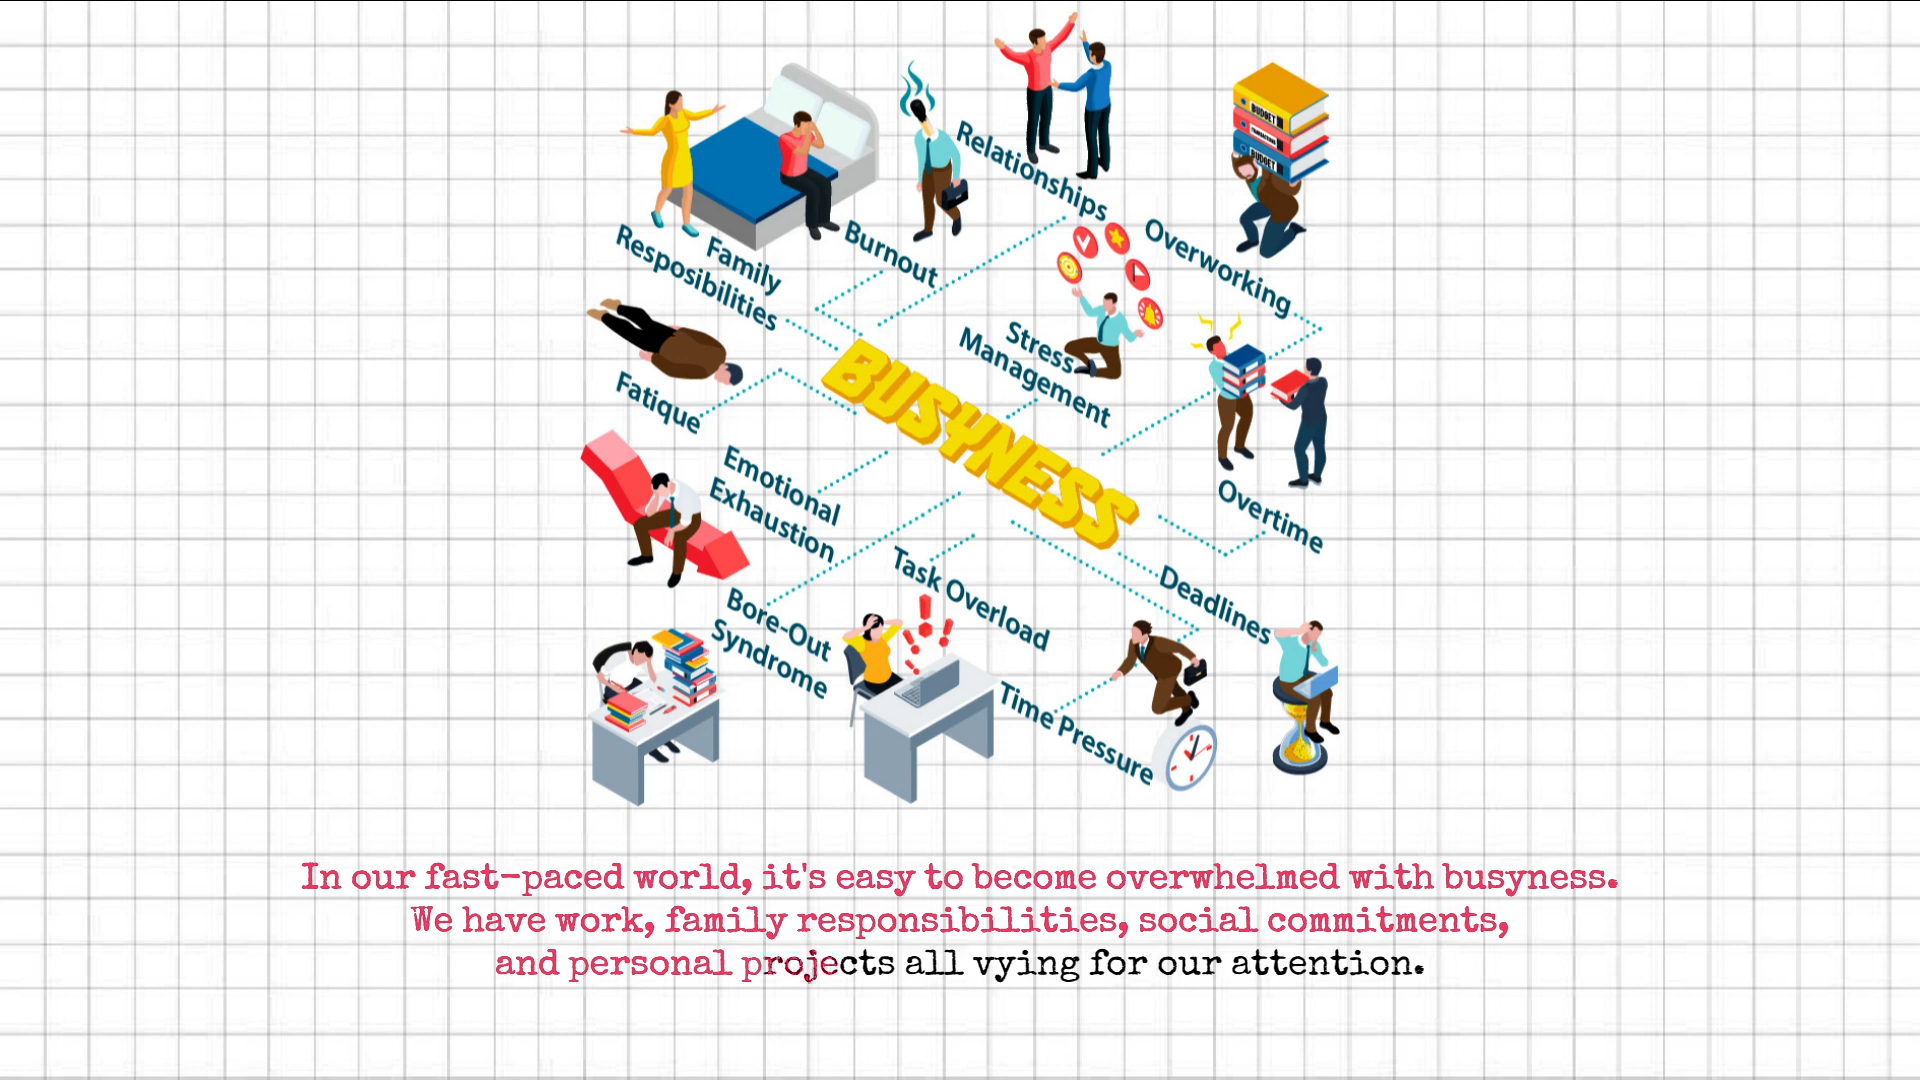 Relationships
BUDGET
BUDGET
Overworking
Burnout
Family
Resposibilities
Stress
Management
Fatique
BUSYNESS
Emotional
Exhaustion
Overtime
Task Overload
Deadlines
Bore-Out
Syndrome
Time Pressure
In our fast-paced world, it's easy to become overwhelmed with busyness.
We have work, family responsibilities, social commitments,
and personal projects all vying for our attention.